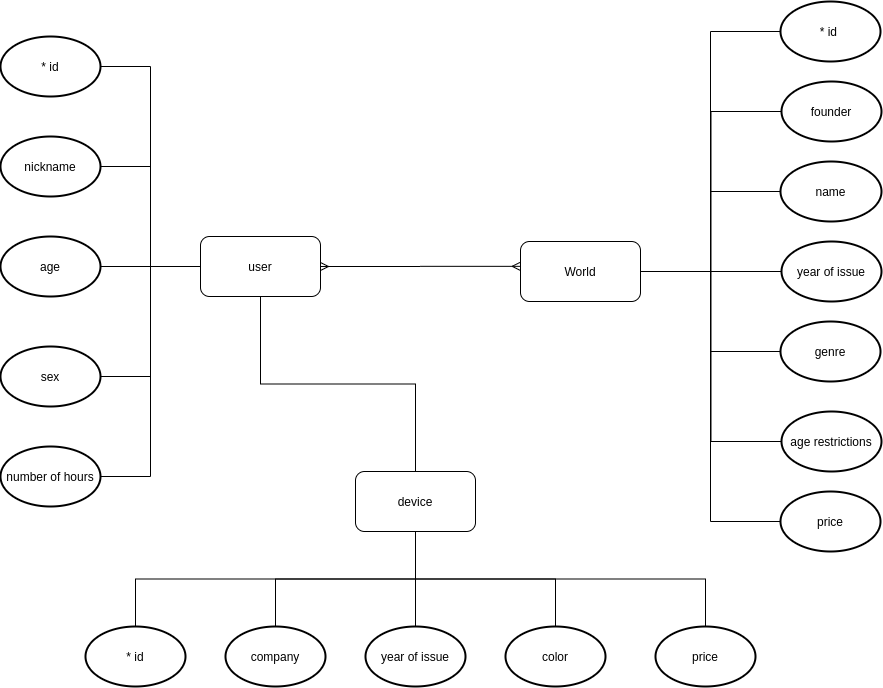 * id
nickname
age
sex
number of hours
user
World
* id
founder
name
year of issue
genre
age restrictions
price
device
* id
company
year of issue
color
price